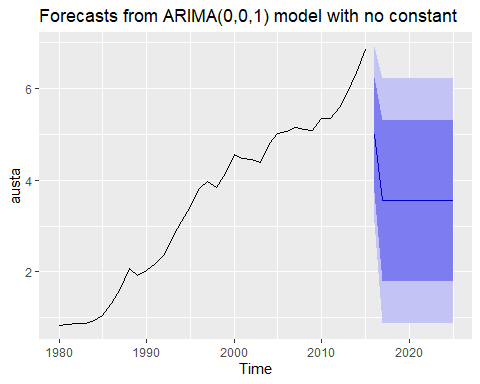 Forecasts from ARIMA(0,0,1) model with no constant
6
4
2
austa
1980
1990
2000
2010
2020
Time